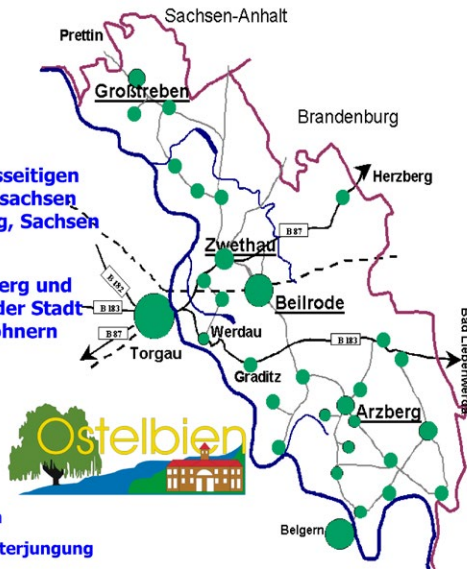 Sachsen-Anhalt
Prettin
Großtreben
Brandenburg
Herzberg
sseitigen
sachsen
g, Sachsen
B 87
Zwethau
erg und
der Stadt
ohnern
B 182
B 183
B 87
Beilrode
Torgau
Werdau
B 183
Graditz
Bad Liebenwerda
Arzberg
Ostelbien
Belgern
terjungung